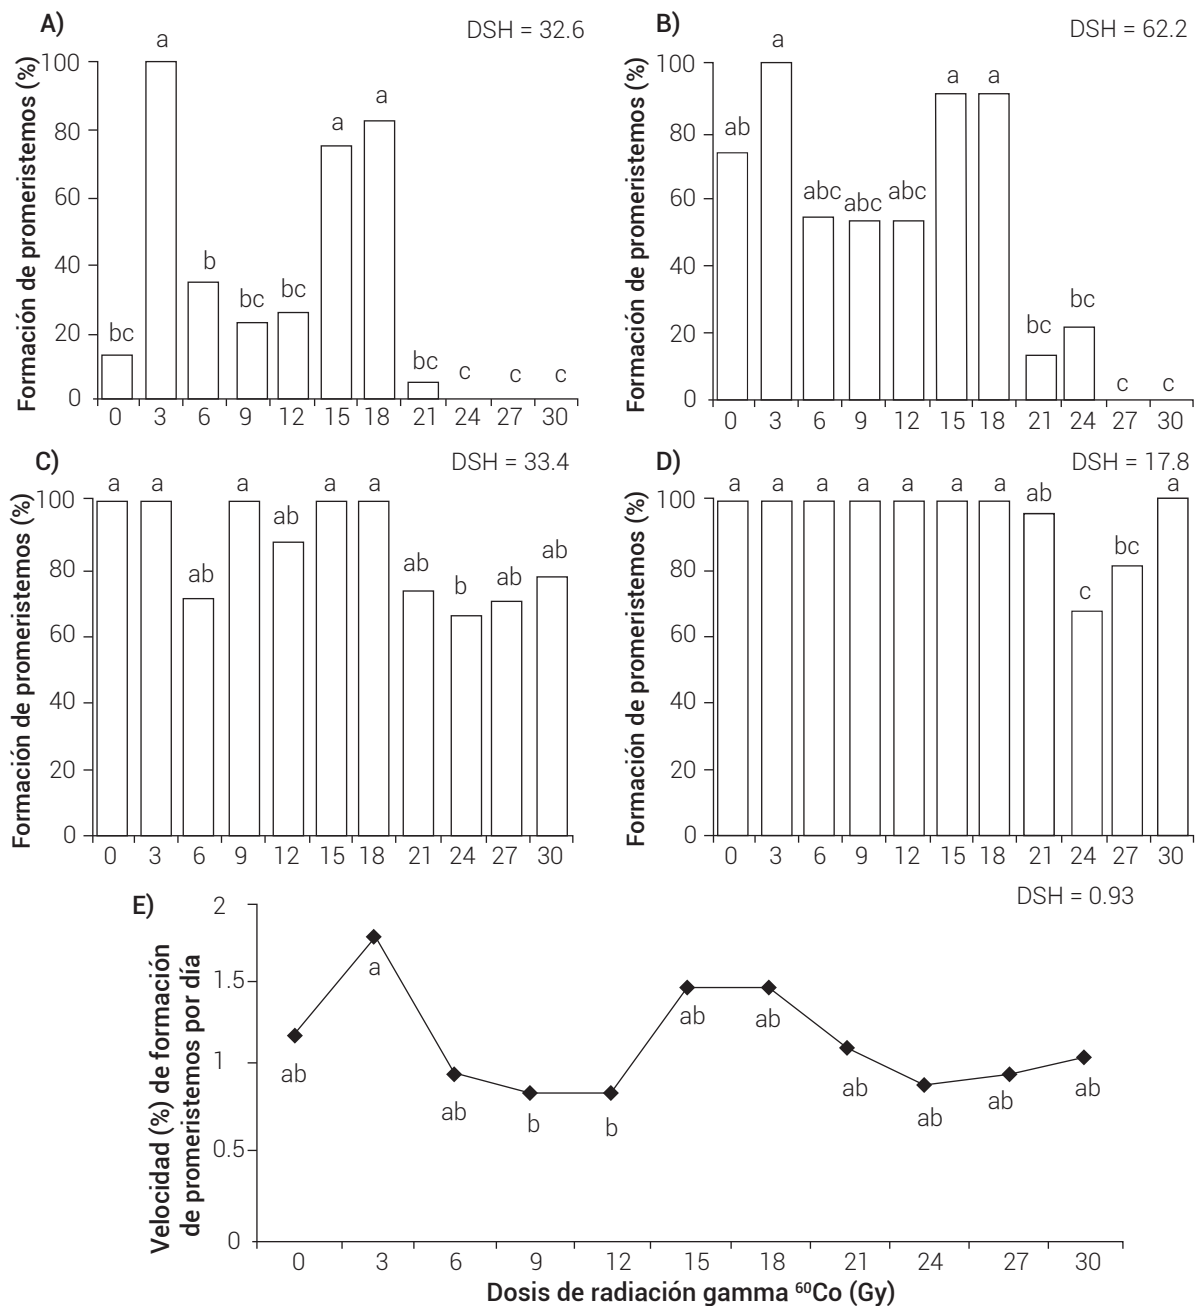 A)
DSH = 32.6
Formación de promeristemos (%)
100
80
60
40
20
0
bc
a
b
bc
bc
a
a
bc
c
c
c
0 3 6 9 12 15 18 21 24 27 30
B)
DSH = 62.2
Formación de promeristemos (%)
100
80
60
40
20
0
ab
a
abc
abc
abc
a
a
bc
bc
c
c
0 3 6 9 12 15 18 21 24 27 30
C)
DSH = 33.4
Formación de promeristemos (%)
100
80
60
40
20
0
a
a
ab
a
ab
a
a
ab
b
ab
ab
0 3 6 9 12 15 18 21 24 27 30
D)
DSH = 17.8
Formación de promeristemos (%)
100
80
60
40
20
0
a
a
a
a
a
a
a
ab
c
bc
a
0 3 6 9 12 15 18 21 24 27 30
E)
DSH = 0.93
Velocidad (%) de formación
de promeristemos por día
2
1.5
1
0.5
0
ab
a
ab
b
b
ab
ab
ab
ab
ab
ab
0 3 6 9 12 15 18 21 24 27 30
Dosis de radiación gamma ⁶⁰Co (Gy)